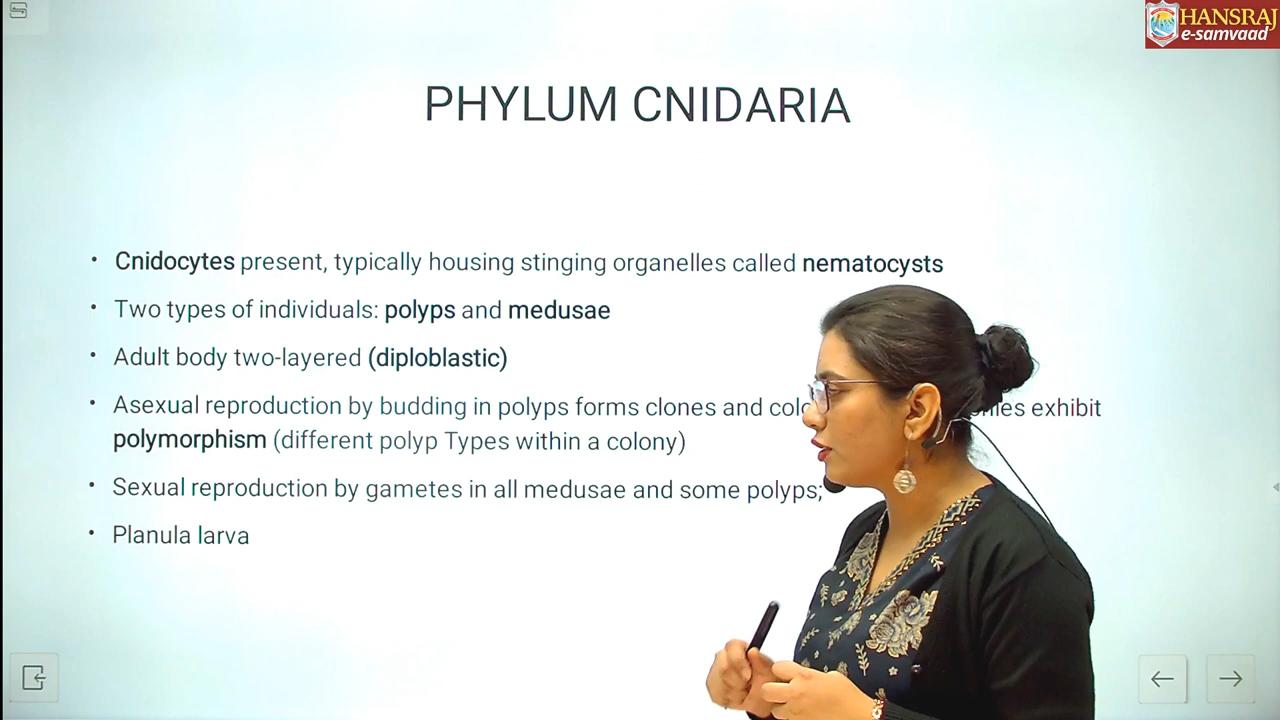 HANSRAJ
e-samvaad
PHYLUM CNIDARIA
• Cnidocytes present, typically housing stinging organelles called nematocysts
• Two types of individuals: polyps and medusae
• Adult body two-layered (diploblastic)
• Asexual reproduction by budding in polyps forms clones and exhibit
polymorphism (different polyp Types within a colony)
• Sexual reproduction by gametes in all medusae and some polyps;
• Planula larva